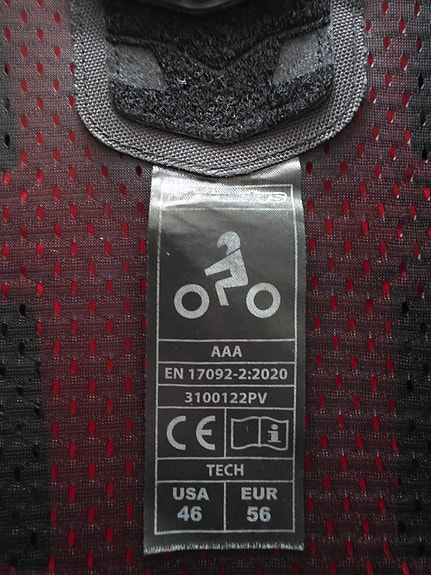 AAA
EN 17092-2:2020
3100122PV
CE i
TECH
USA EUR
46 56